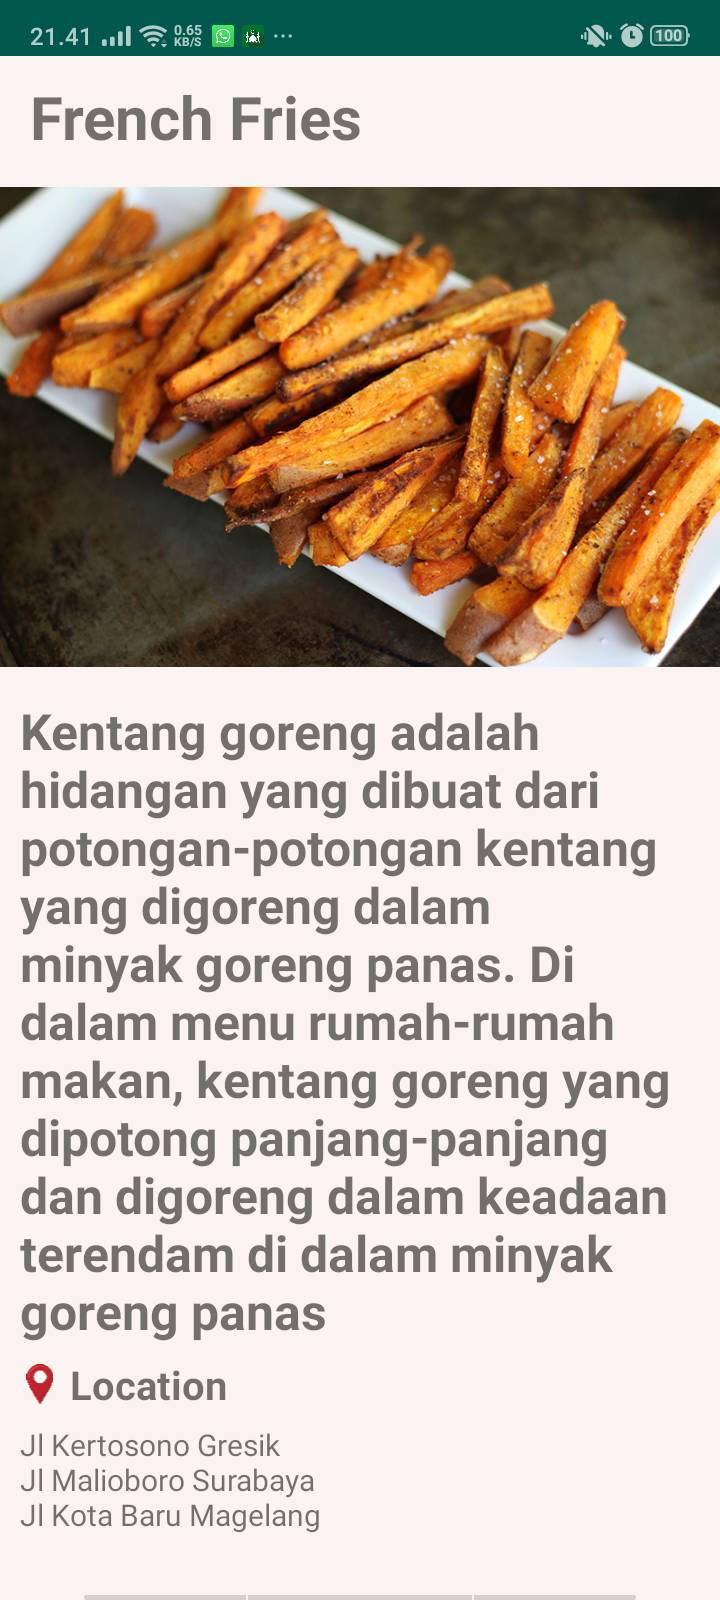 21.41 0.65 KB/S 100
French Fries
Kentang goreng adalah
hidangan yang dibuat dari
potongan-potongan kentang
yang digoreng dalam
minyak goreng panas. Di
dalam menu rumah-rumah
makan, kentang goreng yang
dipotong panjang-panjang
dan digoreng dalam keadaan
terendam di dalam minyak
goreng panas
Location
Jl Kertosono Gresik
Jl Malioboro Surabaya
Jl Kota Baru Magelang